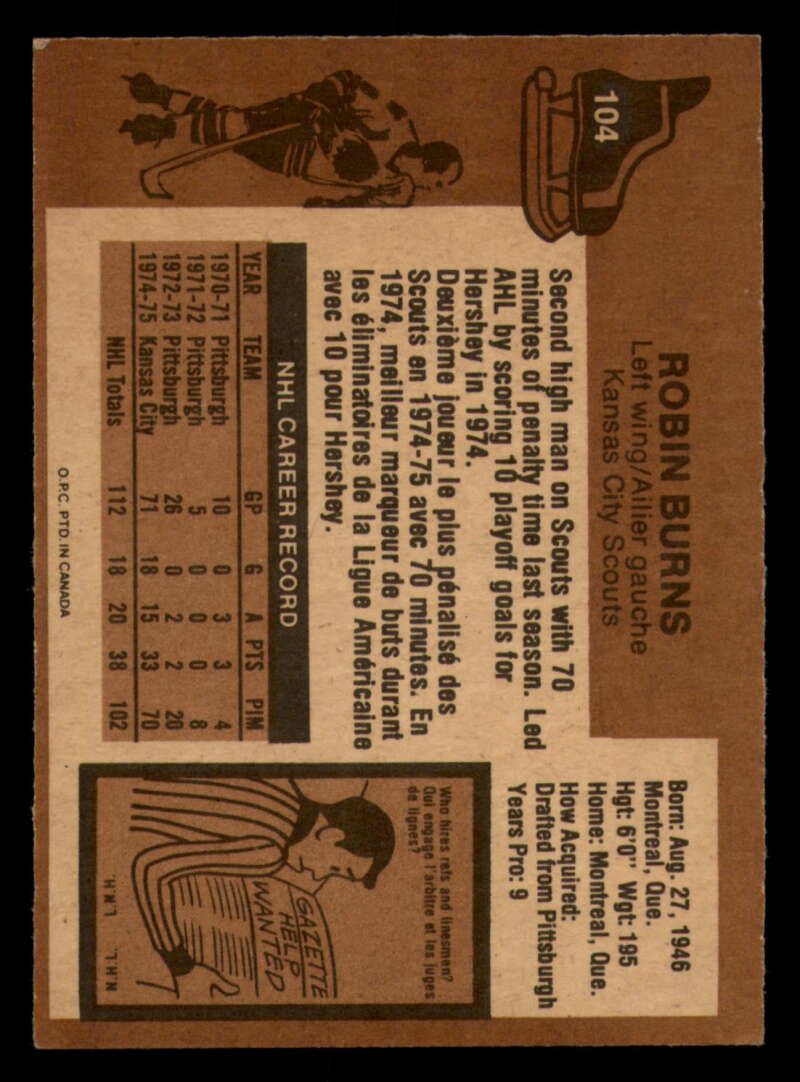 104
ROBIN BURNS
Left wing/Ailier gauche
Kansas City Scouts
Born: Aug. 27, 1946
Montreal, Que.
Hgt: 6'0" Wgt: 195
Home: Montreal, Que.
How Acquired:
Drafted from Pittsburgh
Years Pro: 9
Second high man on Scouts with 70
minutes of penalty time last season. Led
AHL by scoring 10 playoff goals for
Hershey in 1974.
Deuxième joueur le plus pénalisé des
Scouts en 1974-75 avec 70 minutes. En
1974, meilleur marqueur de buts durant
les éliminatoires de la Ligue Américaine
avec 10 pour Hershey.
NHL CAREER RECORD
YEAR TEAM GP G A PTS PIM
1970-71 Pittsburgh 10 0 3 3 4
1971-72 Pittsburgh 5 0 0 0 8
1972-73 Pittsburgh 26 0 2 2 20
1974-75 Kansas City 71 18 15 33 70
NHL Totals 112 18 20 38 102
Who hires refs and linesmen?
Qui engage l'arbitre et les juges
de lignes?
GAZETTE
HELP
WANTED
N.H.L. L.N.H.
O.P.C. PTD. IN CANADA